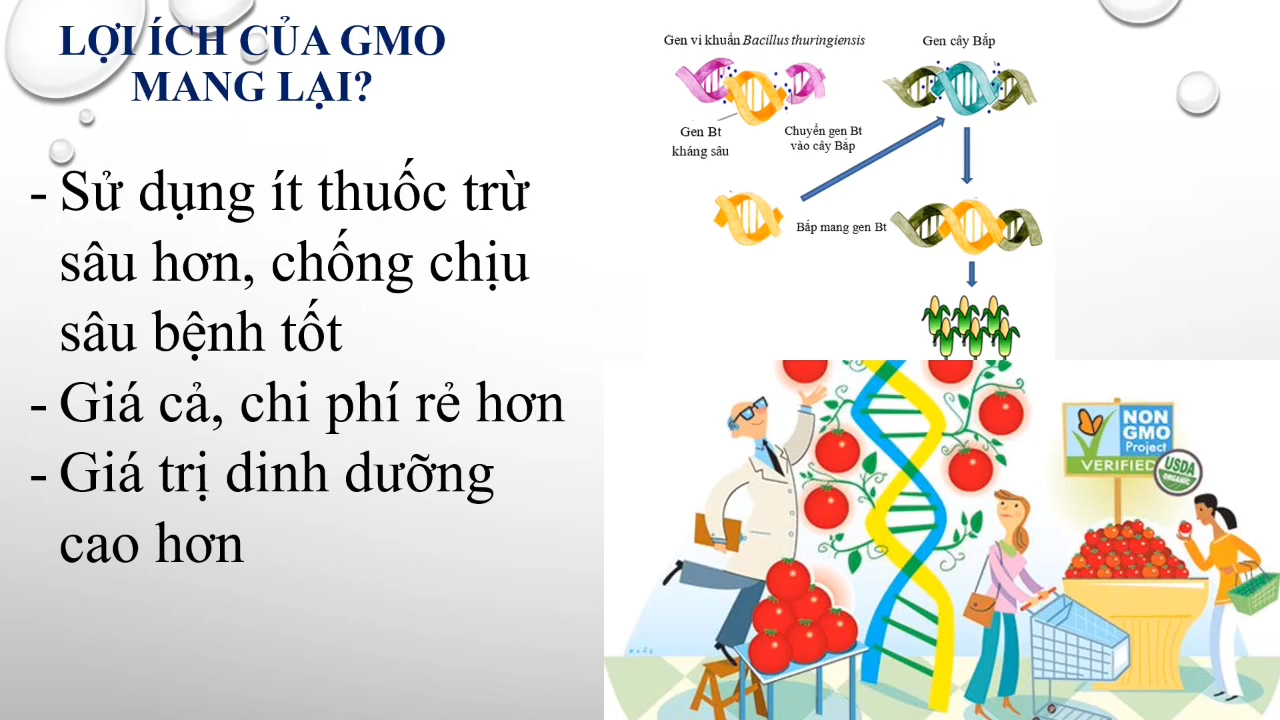 LỢI ÍCH CỦA GMO
MANG LẠI?
- Sử dụng ít thuốc trừ
sâu hơn, chống chịu
sâu bệnh tốt
- Giá cả, chi phí rẻ hơn
- Giá trị dinh dưỡng
cao hơn
Gen vi khuẩn Bacillus thuringiensis
Gen cây Bắp
Gen Bt
kháng sâu
Chuyển gen Bt
vào cây Bắp
Bắp mang gen Bt
NON
GMO
Project
VERIFIED
USDA
ORGANIC